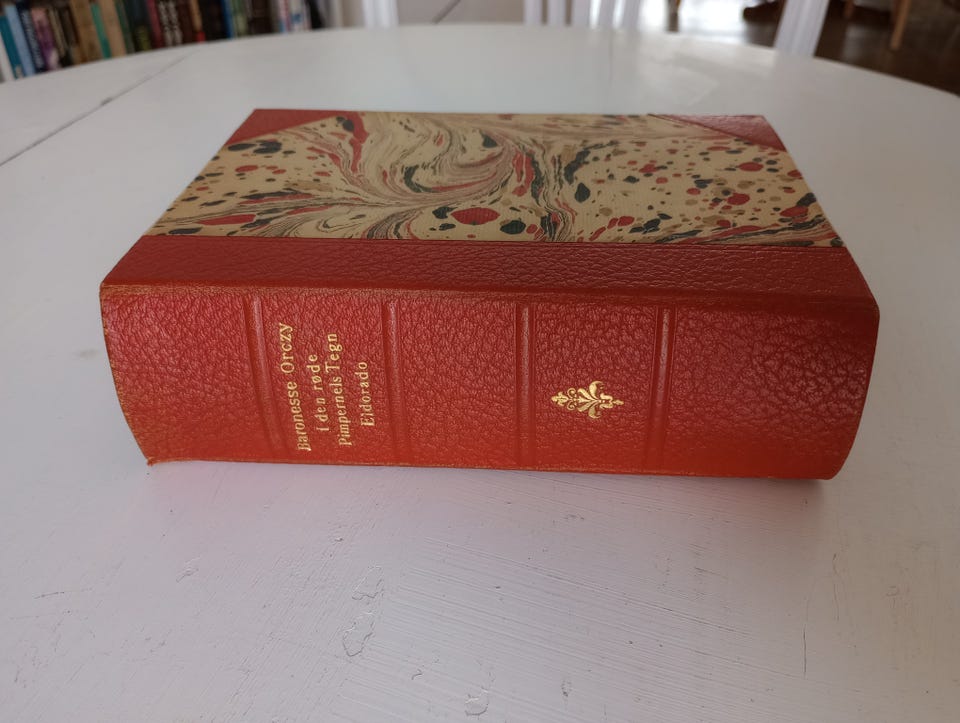 Baronesse Orczy
i den røde
Pimpernels Tegn
Eldorado